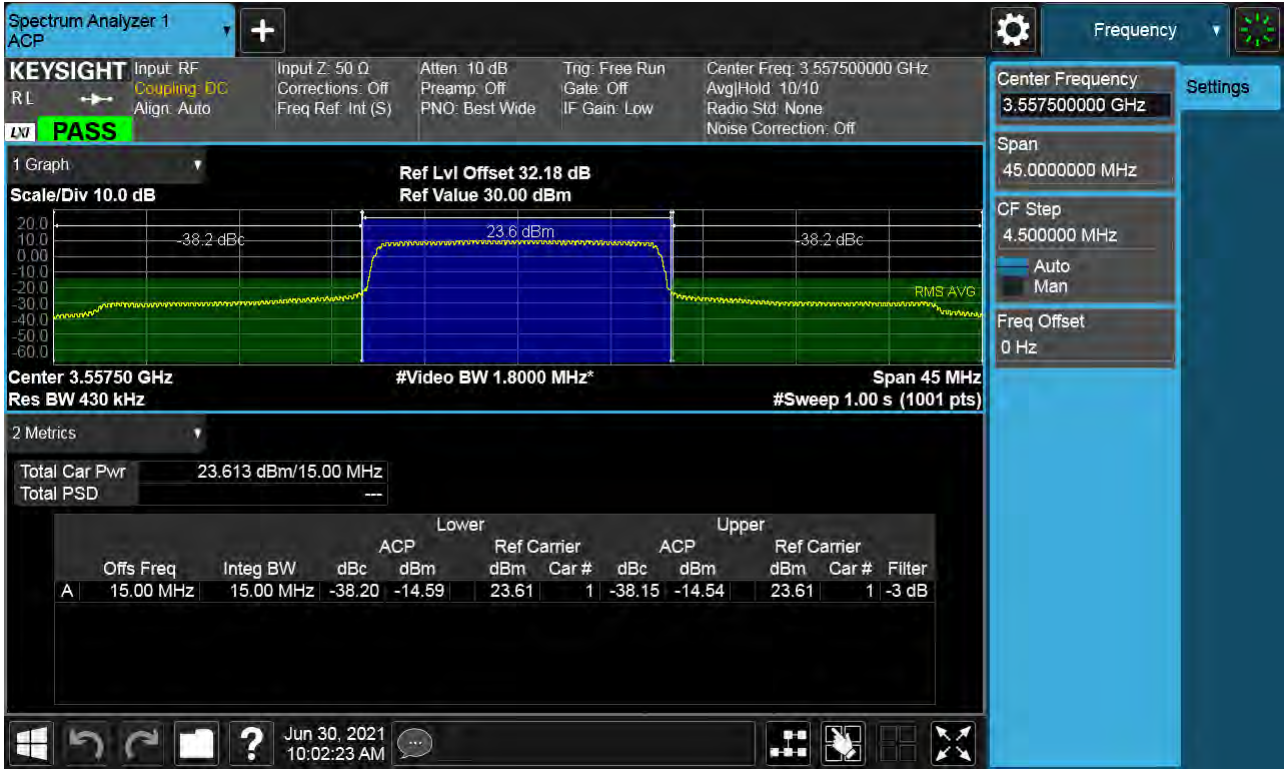 Spectrum Analyzer 1
ACP
Frequency
KEYSIGHT Input: RF Input Z: 50 Ω Atten: 10 dB Trig: Free Run Center Freq: 3.557500000 GHz
RL Coupling: DC Corrections: Off Preamp: Off Gate: Off Avg|Hold: 10/10
Align: Auto Freq Ref: Int (S) PNO: Best Wide IF Gain: Low Radio Std: None
LXI PASS Noise Correction: Off
Center Frequency
3.557500000 GHz
Settings
Span
45.0000000 MHz
CF Step
4.500000 MHz
Auto
Man
Freq Offset
0 Hz
1 Graph
Ref Lvl Offset 32.18 dB
Scale/Div 10.0 dB Ref Value 30.00 dBm
20.0
10.0
0.00
-10.0
-20.0
-30.0
-40.0
-50.0
-60.0
-38.2 dBc 23.6 dBm -38.2 dBc
RMS AVG
Center 3.55750 GHz #Video BW 1.8000 MHz* Span 45 MHz
Res BW 430 kHz #Sweep 1.00 s (1001 pts)
2 Metrics
Total Car Pwr 23.613 dBm/15.00 MHz
Total PSD ---
Lower Upper
ACP Ref Carrier ACP Ref Carrier
Offs Freq Integ BW dBc dBm dBm Car # dBc dBm dBm Car # Filter
A 15.00 MHz 15.00 MHz -38.20 -14.59 23.61 1 -38.15 -14.54 23.61 1 -3 dB
?
Jun 30, 2021
10:02:23 AM